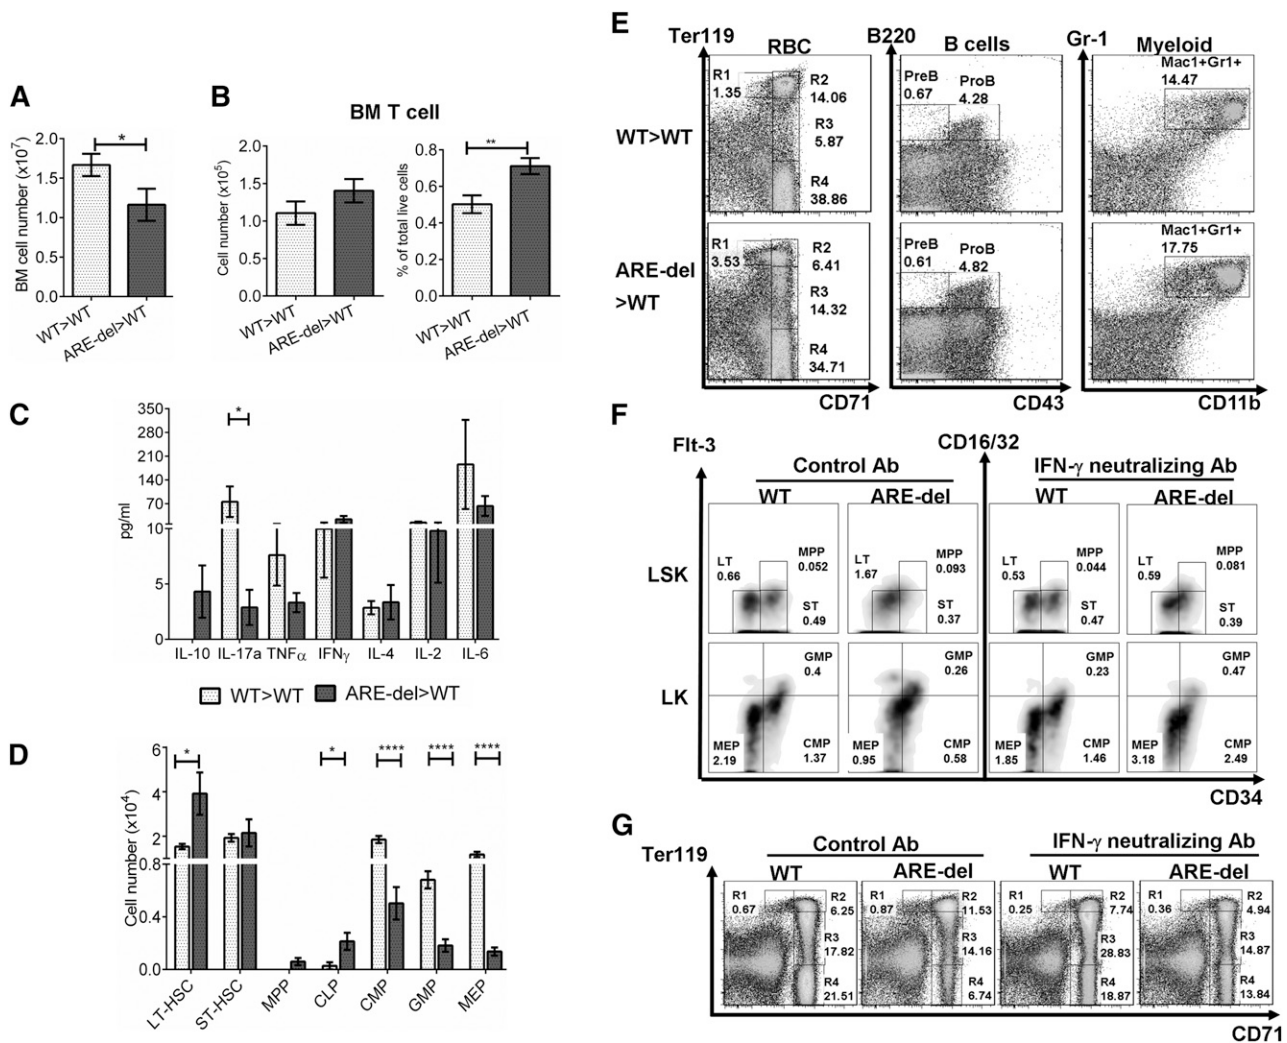 A
BM cell number (x10⁷)
2.0
1.5
1.0
0.5
0.0
*
WT>WT
ARE-del>WT
B
BM T cell
Cell number (x10⁵)
2.0
1.5
1.0
0.5
0.0
WT>WT
ARE-del>WT
% of total live cells
0.8
0.6
0.4
0.2
0.0
**
WT>WT
ARE-del>WT
C
pg/ml
350
280
210
140
70
10
5
0
*
IL-10 IL-17a TNFα IFNγ IL-4 IL-2 IL-6
WT>WT ARE-del>WT
D
Cell number (x10⁴)
6
4
2
0.8
0.4
0.0
* * **** **** ****
LT-HSC
ST-HSC
MPP
CLP
CMP
GMP
MEP
E
Ter119
RBC
B220
B cells
Gr-1
Myeloid
WT>WT
R1
1.35
R2
14.06
R3
5.87
R4
38.86
PreB
0.67
ProB
4.28
Mac1+Gr1+
14.47
ARE-del
>WT
R1
3.53
R2
6.41
R3
14.32
R4
34.71
PreB
0.61
ProB
4.82
Mac1+Gr1+
17.75
CD71
CD43
CD11b
F
Flt-3
CD16/32
Control Ab
IFN-γ neutralizing Ab
WT
ARE-del
WT
ARE-del
LSK
LT
0.66
MPP
0.052
ST
0.49
LT
1.67
MPP
0.093
ST
0.37
LT
0.53
MPP
0.044
ST
0.47
LT
0.59
MPP
0.081
ST
0.39
LK
GMP
0.4
MEP
2.19
CMP
1.37
GMP
0.26
MEP
0.95
CMP
0.58
GMP
0.23
MEP
1.85
CMP
1.46
GMP
0.47
MEP
3.18
CMP
2.49
CD34
G
Ter119
Control Ab
IFN-γ neutralizing Ab
WT
ARE-del
WT
ARE-del
R1
0.67
R2
6.25
R3
17.82
R4
21.51
R1
0.87
R2
11.53
R3
14.16
R4
6.74
R1
0.25
R2
7.74
R3
28.83
R4
18.87
R1
0.36
R2
4.94
R3
14.87
R4
13.84
CD71